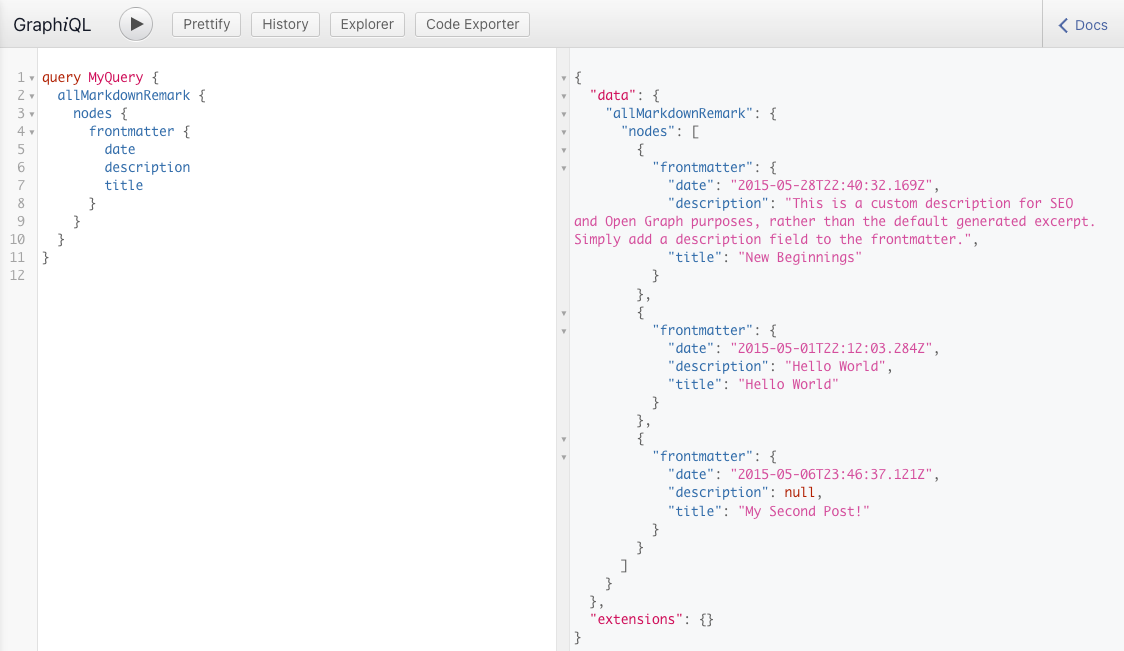 GraphiQL Prettify History Explorer Code Exporter Docs
1 query MyQuery {
2 allMarkdownRemark {
3 nodes {
4 frontmatter {
5 date
6 description
7 title
8 }
9 }
10 }
11 }
12
{
"data": {
"allMarkdownRemark": {
"nodes": [
{
"frontmatter": {
"date": "2015-05-28T22:40:32.169Z",
"description": "This is a custom description for SEO
and Open Graph purposes, rather than the default generated excerpt.
Simply add a description field to the frontmatter.",
"title": "New Beginnings"
}
},
{
"frontmatter": {
"date": "2015-05-01T22:12:03.284Z",
"description": "Hello World",
"title": "Hello World"
}
},
{
"frontmatter": {
"date": "2015-05-06T23:46:37.121Z",
"description": null,
"title": "My Second Post!"
}
}
]
}
},
"extensions": {}
}